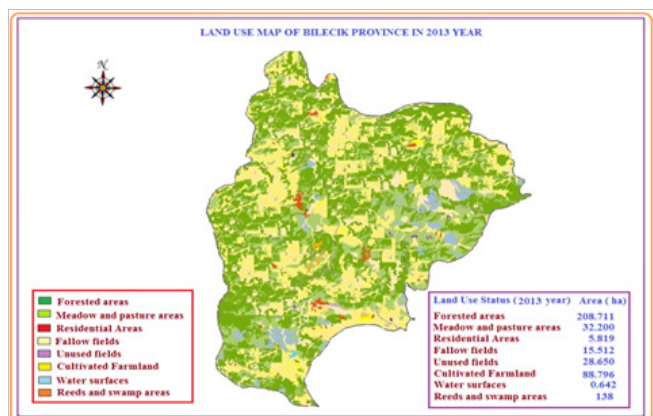 LAND USE MAP OF BILECIK PROVINCE IN 2013 YEAR
N
Forested areas
Meadow and pasture areas
Residential Areas
Fallow fields
Unused fields
Cultivated Farmland
Water surfaces
Reeds and swamp areas
Land Use Status (2013 year) Area ( ha)
Forested areas 208.711
Meadow and pasture areas 32.200
Residential Areas 5.819
Fallow fields 15.512
Unused fields 28.650
Cultivated Farmland 88.796
Water surfaces 0.642
Reeds and swap areas 138